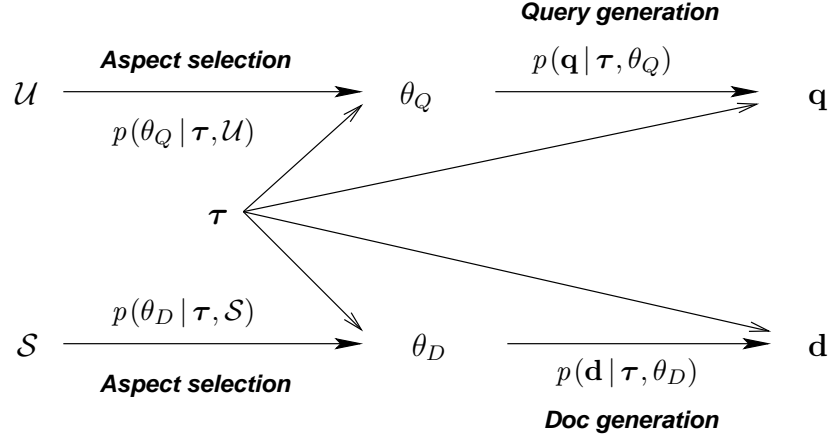 Query generation
Aspect selection
p(q | τ, θ_Q)
𝒰
θ_Q
q
p(θ_Q | τ, 𝒰)
τ
p(θ_D | τ, 𝒮)
𝒮
θ_D
d
p(d | τ, θ_D)
Aspect selection
Doc generation